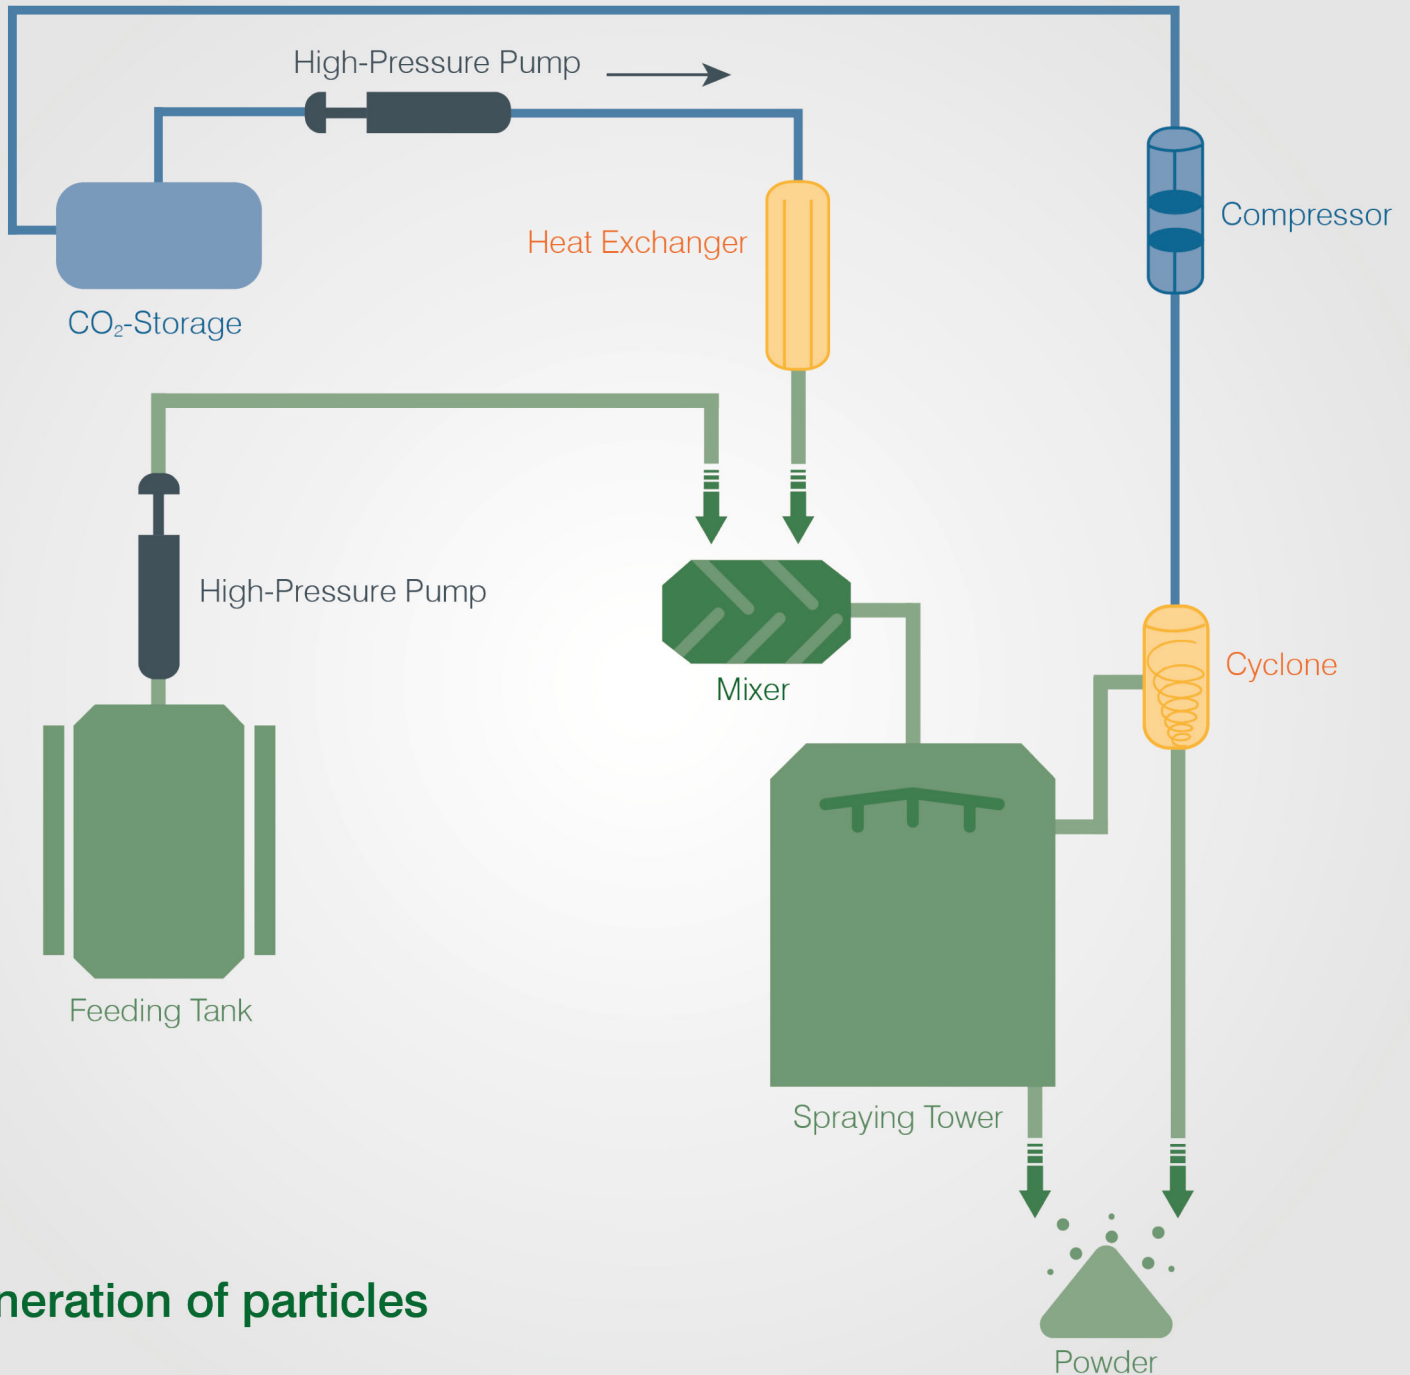 High-Pressure Pump
Compressor
Heat Exchanger
CO₂-Storage
High-Pressure Pump
Mixer
Cyclone
Feeding Tank
Spraying Tower
neration of particles
Powder